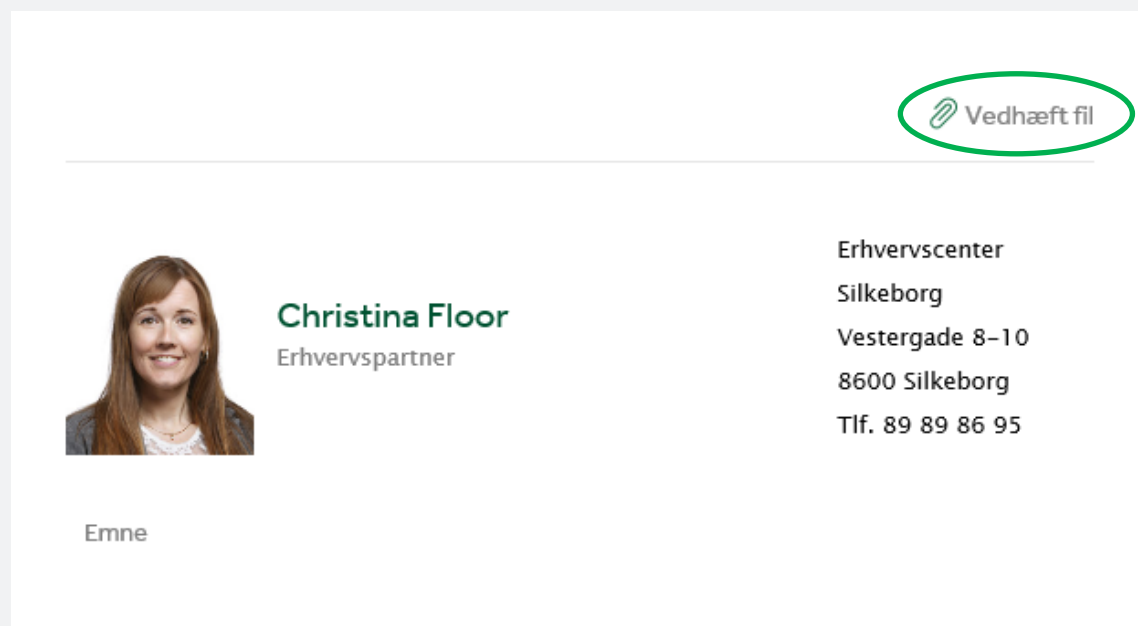 Vedhæft fil
Christina Floor
Erhvervspartner
Erhvervscenter
Silkeborg
Vestergade 8–10
8600 Silkeborg
Tlf. 89 89 86 95
Emne